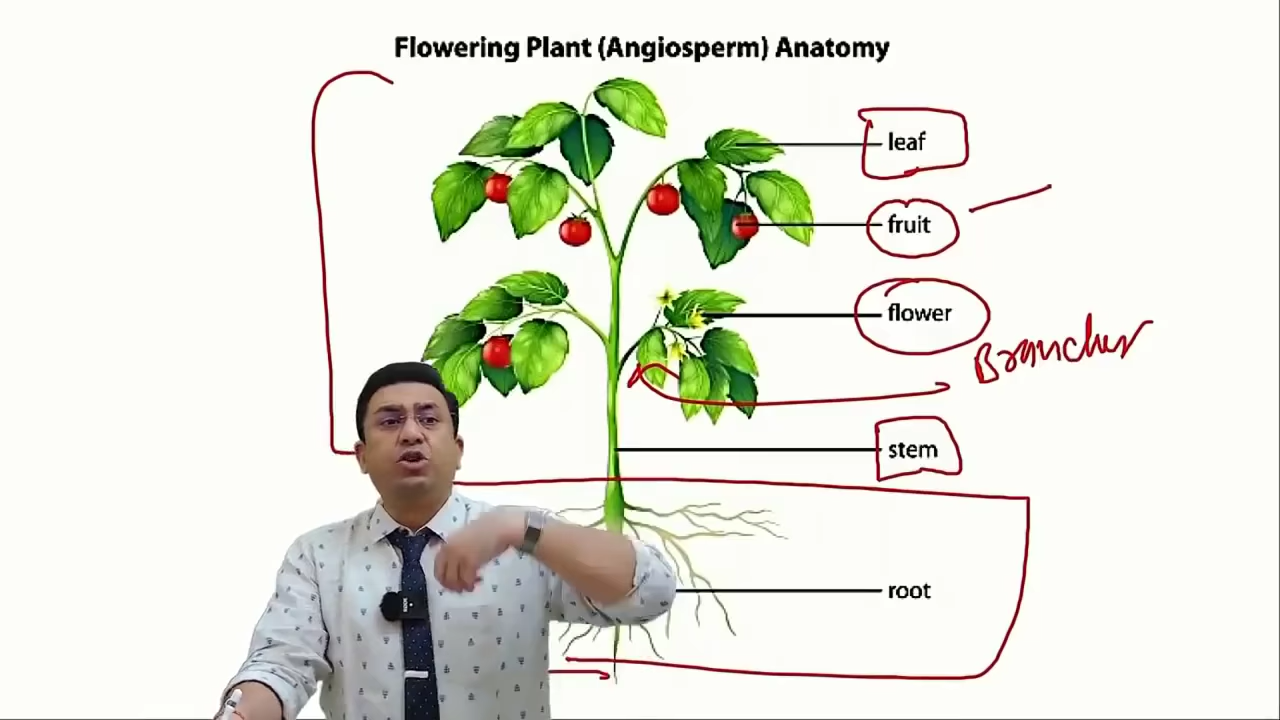 Flowering Plant (Angiosperm) Anatomy
leaf
fruit
flower
Branches
stem
root